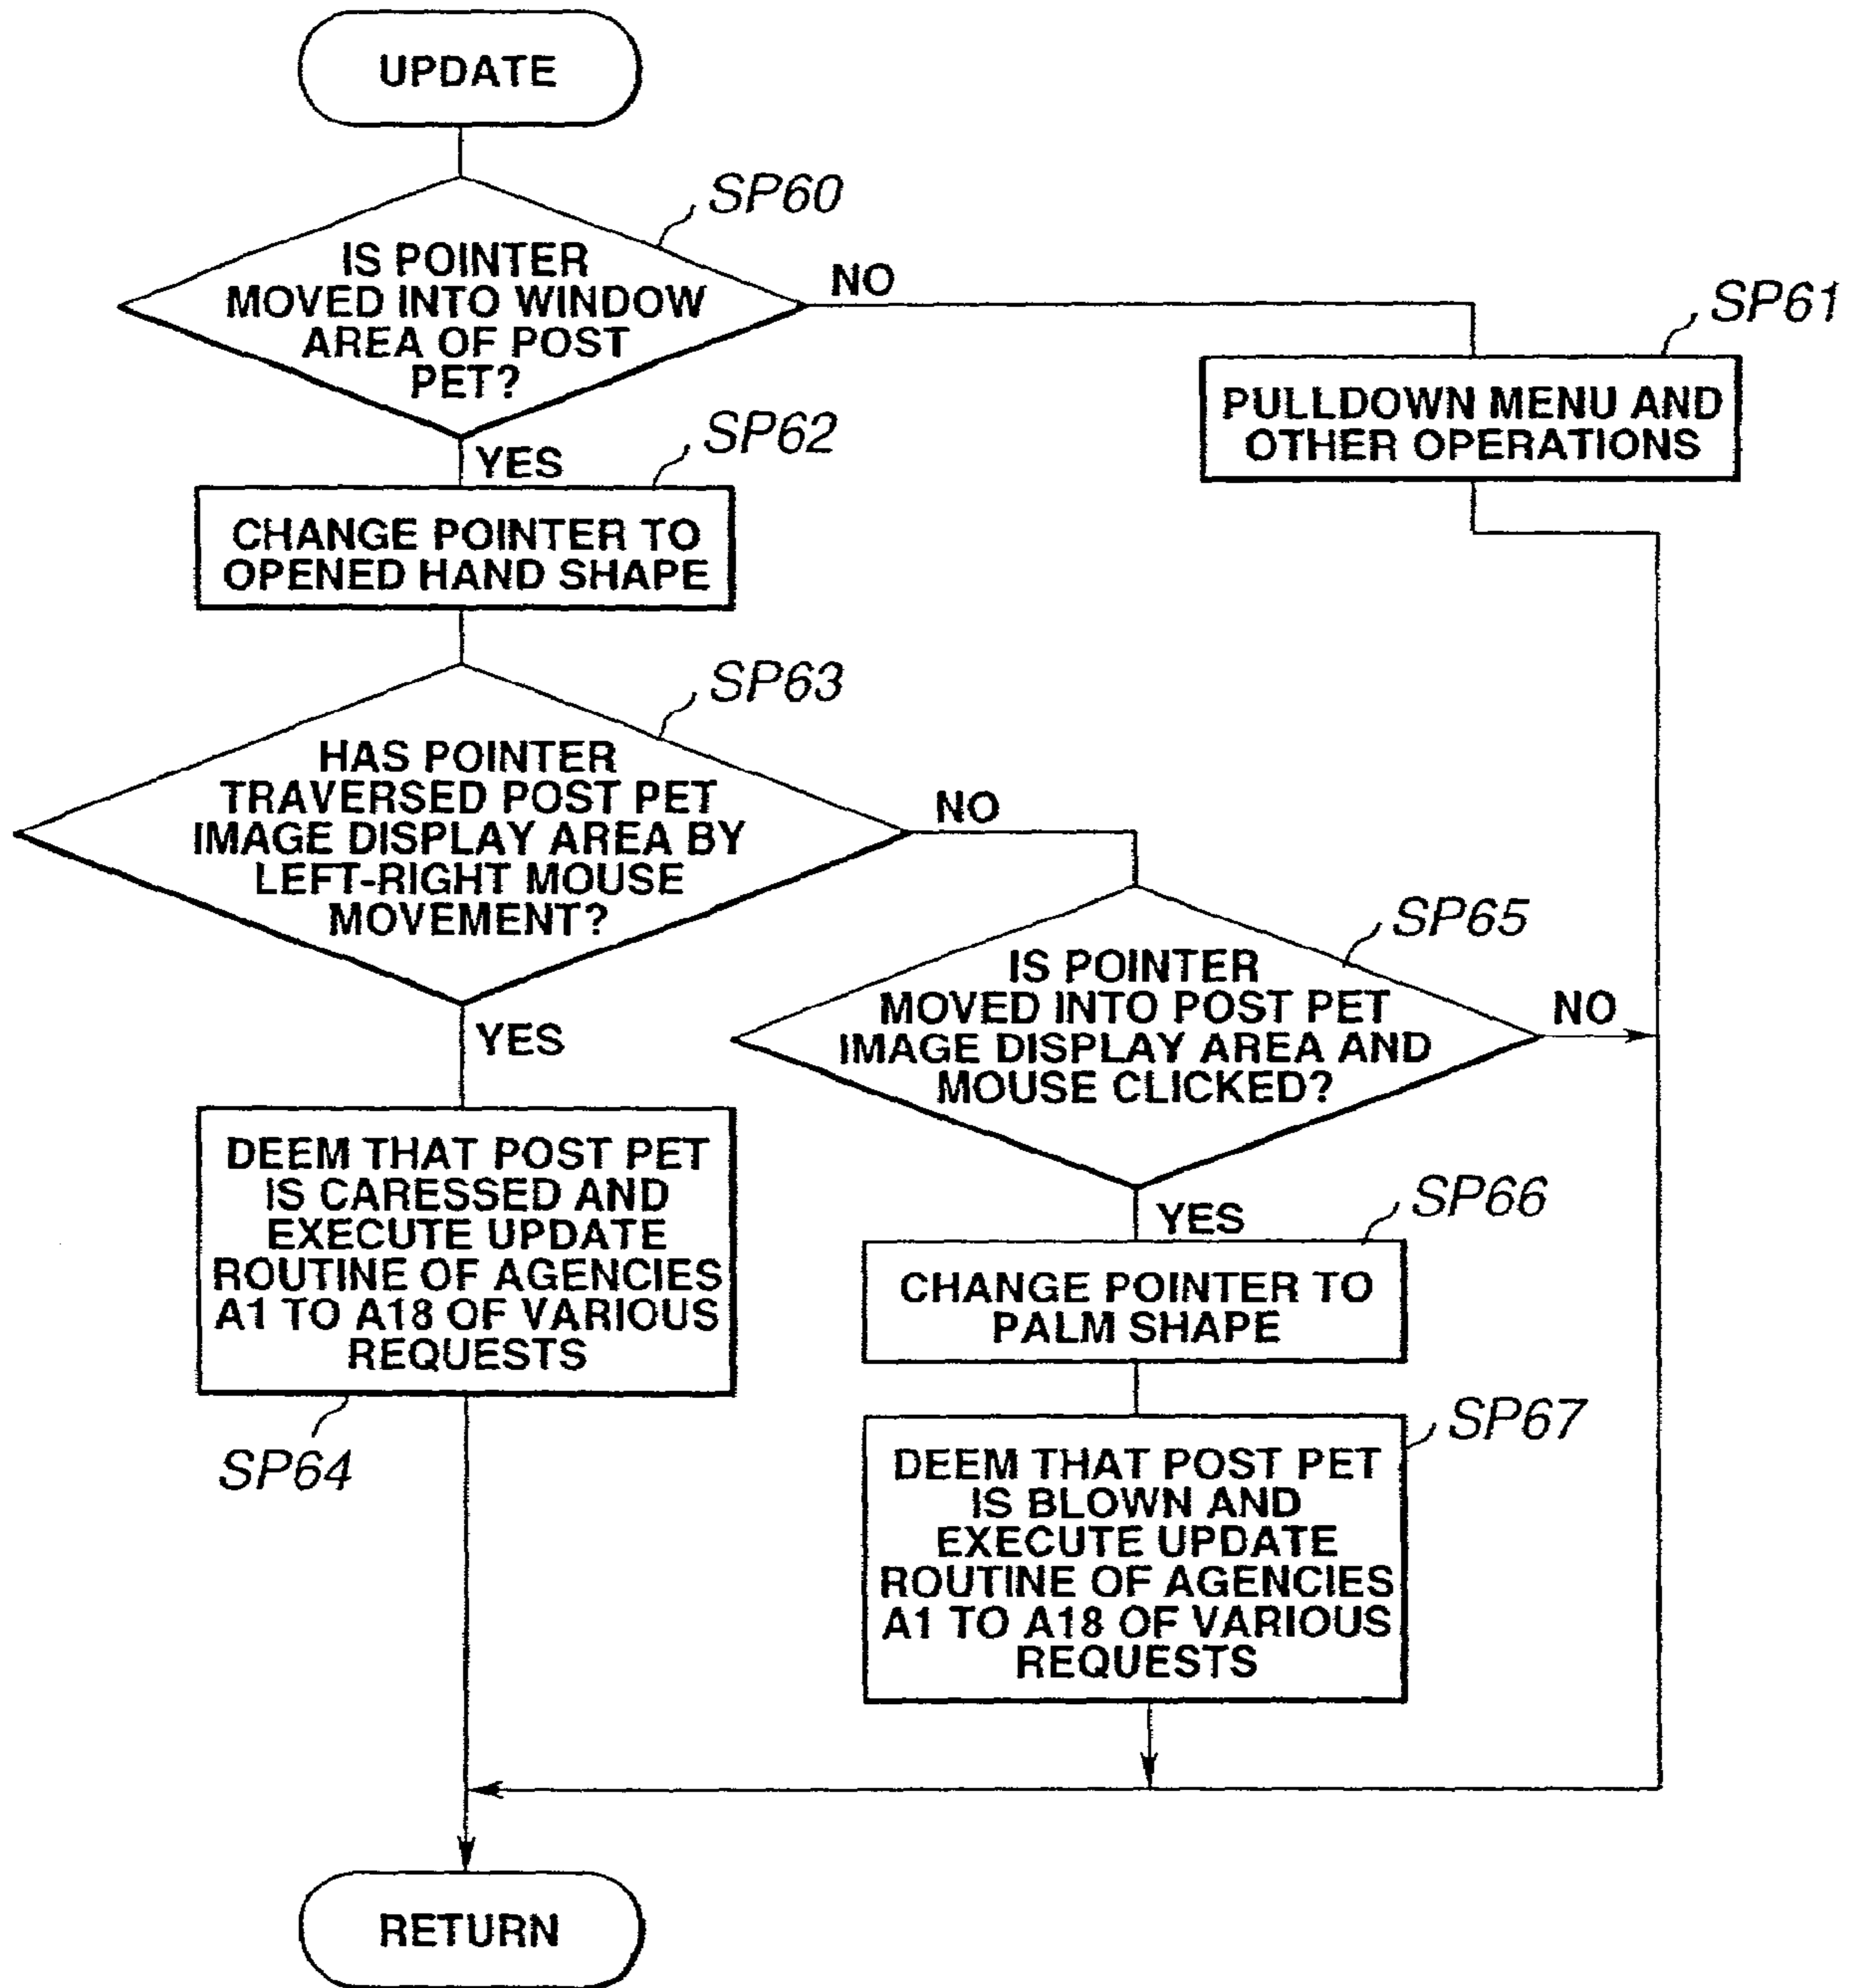 UPDATE
SP60
IS POINTER
MOVED INTO WINDOW
AREA OF POST
PET?
NO
SP61
PULLDOWN MENU AND
OTHER OPERATIONS
YES
SP62
CHANGE POINTER TO
OPENED HAND SHAPE
SP63
HAS POINTER
TRAVERSED POST PET
IMAGE DISPLAY AREA BY
LEFT-RIGHT MOUSE
MOVEMENT?
NO
YES
SP65
IS POINTER
MOVED INTO POST PET
IMAGE DISPLAY AREA AND
MOUSE CLICKED?
NO
YES
DEEM THAT POST PET
IS CARESSED AND
EXECUTE UPDATE
ROUTINE OF AGENCIES
A1 TO A18 OF VARIOUS
REQUESTS
SP64
SP66
CHANGE POINTER TO
PALM SHAPE
SP67
DEEM THAT POST PET
IS BLOWN AND
EXECUTE UPDATE
ROUTINE OF AGENCIES
A1 TO A18 OF VARIOUS
REQUESTS
RETURN